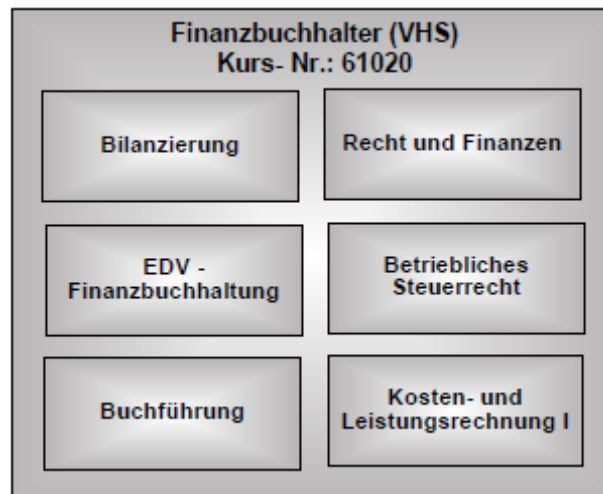 Finanzbuchhalter (VHS)
Kurs- Nr.: 61020
Bilanzierung
Recht und Finanzen
EDV -
Finanzbuchhaltung
Betriebliches
Steuerrecht
Buchführung
Kosten- und
Leistungsrechnung I